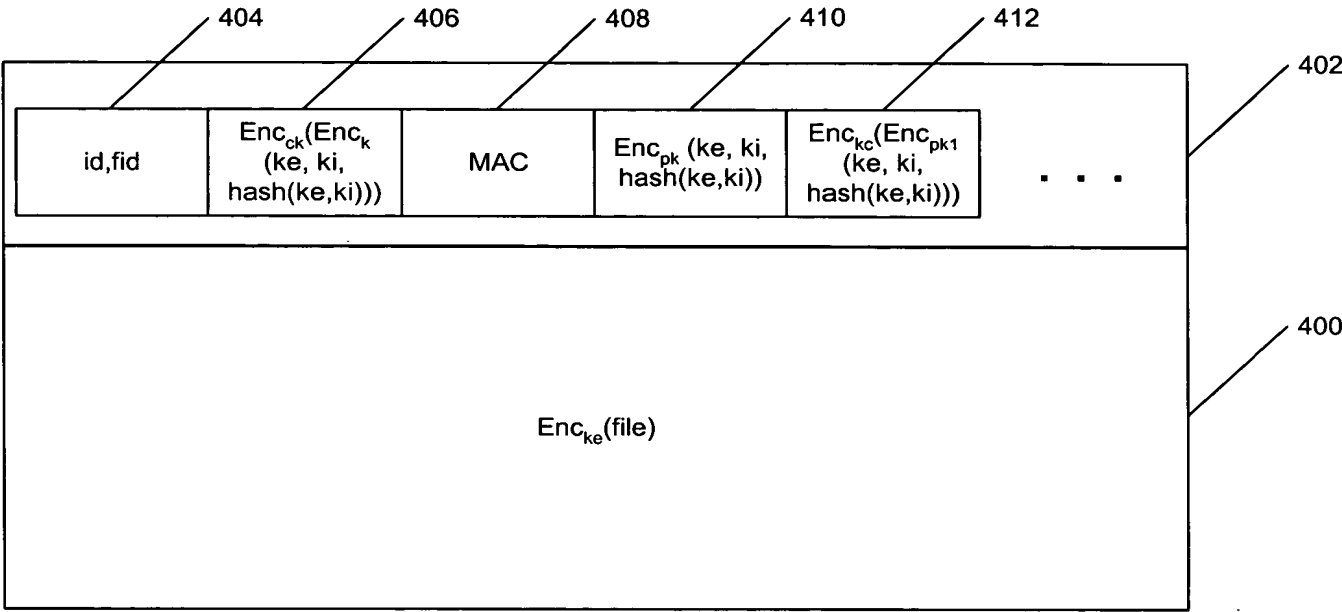 404
406
408
410
412
402
id,fid
Enc_ck(Enc_k
(ke, ki,
hash(ke,ki)))
MAC
Enc_pk (ke, ki,
hash(ke,ki))
Enc_kc(Enc_pk1
(ke, ki,
hash(ke,ki)))
. . .
400
Enc_ke(file)